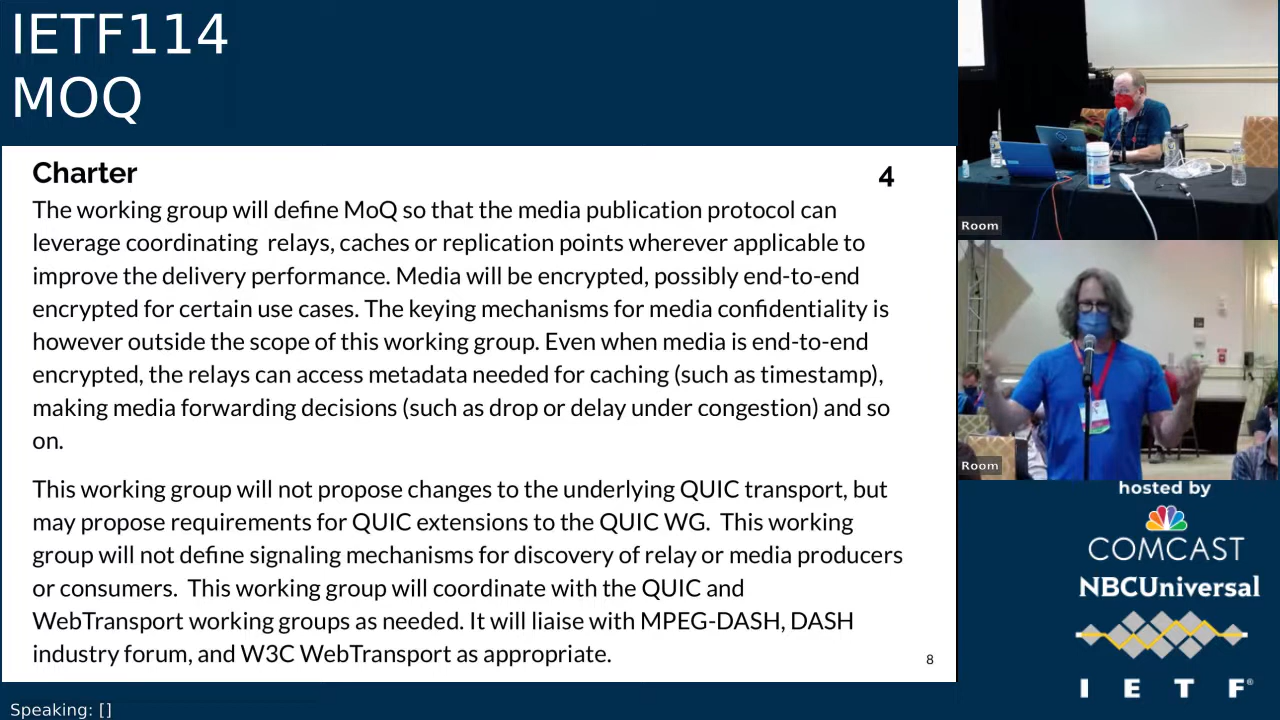 IETF114
MOQ
Charter 4
The working group will define MoQ so that the media publication protocol can
leverage coordinating relays, caches or replication points wherever applicable to
improve the delivery performance. Media will be encrypted, possibly end-to-end
encrypted for certain use cases. The keying mechanisms for media confidentiality is
however outside the scope of this working group. Even when media is end-to-end
encrypted, the relays can access metadata needed for caching (such as timestamp),
making media forwarding decisions (such as drop or delay under congestion) and so
on.
This working group will not propose changes to the underlying QUIC transport, but
may propose requirements for QUIC extensions to the QUIC WG. This working
group will not define signaling mechanisms for discovery of relay or media producers
or consumers. This working group will coordinate with the QUIC and
WebTransport working groups as needed. It will liaise with MPEG-DASH, DASH
industry forum, and W3C WebTransport as appropriate.
8
Speaking: []
Room
Room
hosted by
COMCAST
NBCUniversal
I E T F®